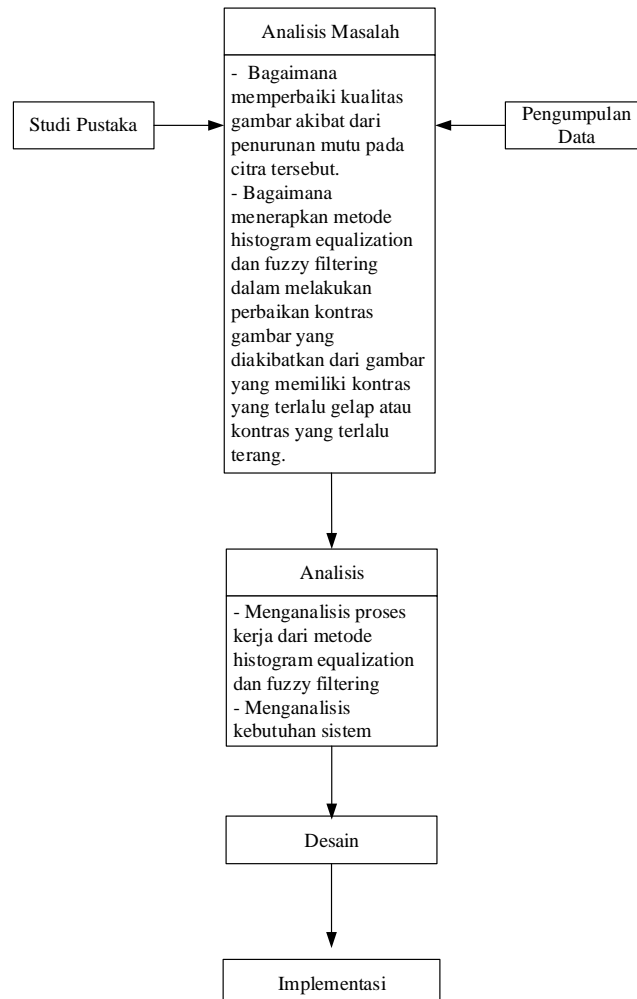 Analisis Masalah
- Bagaimana
memperbaiki kualitas
gambar akibat dari
penurunan mutu pada
citra tersebut.
- Bagaimana
menerapkan metode
histogram equalization
dan fuzzy filtering
dalam melakukan
perbaikan kontras
gambar yang
diakibatkan dari gambar
yang memiliki kontras
yang terlalu gelap atau
kontras yang terlalu
terang.
Studi Pustaka
Pengumpulan
Data
Analisis
- Menganalisis proses
kerja dari metode
histogram equalization
dan fuzzy filtering
- Menganalisis
kebutuhan sistem
Desain
Implementasi